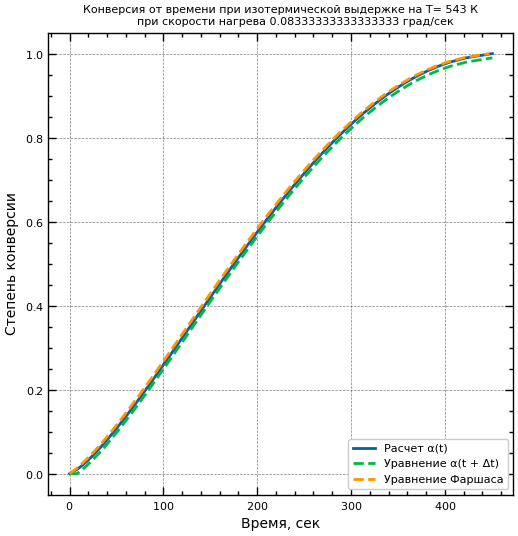 Конверсия от времени при изотермической выдержке на T= 543 К
при скорости нагрева 0.08333333333333333 град/сек
Степень конверсии
1.0
0.8
0.6
0.4
0.2
0.0
Расчет α(t)
Уравнение α(t + Δt)
Уравнение Фаршаса
0
100
200
300
400
Время, сек